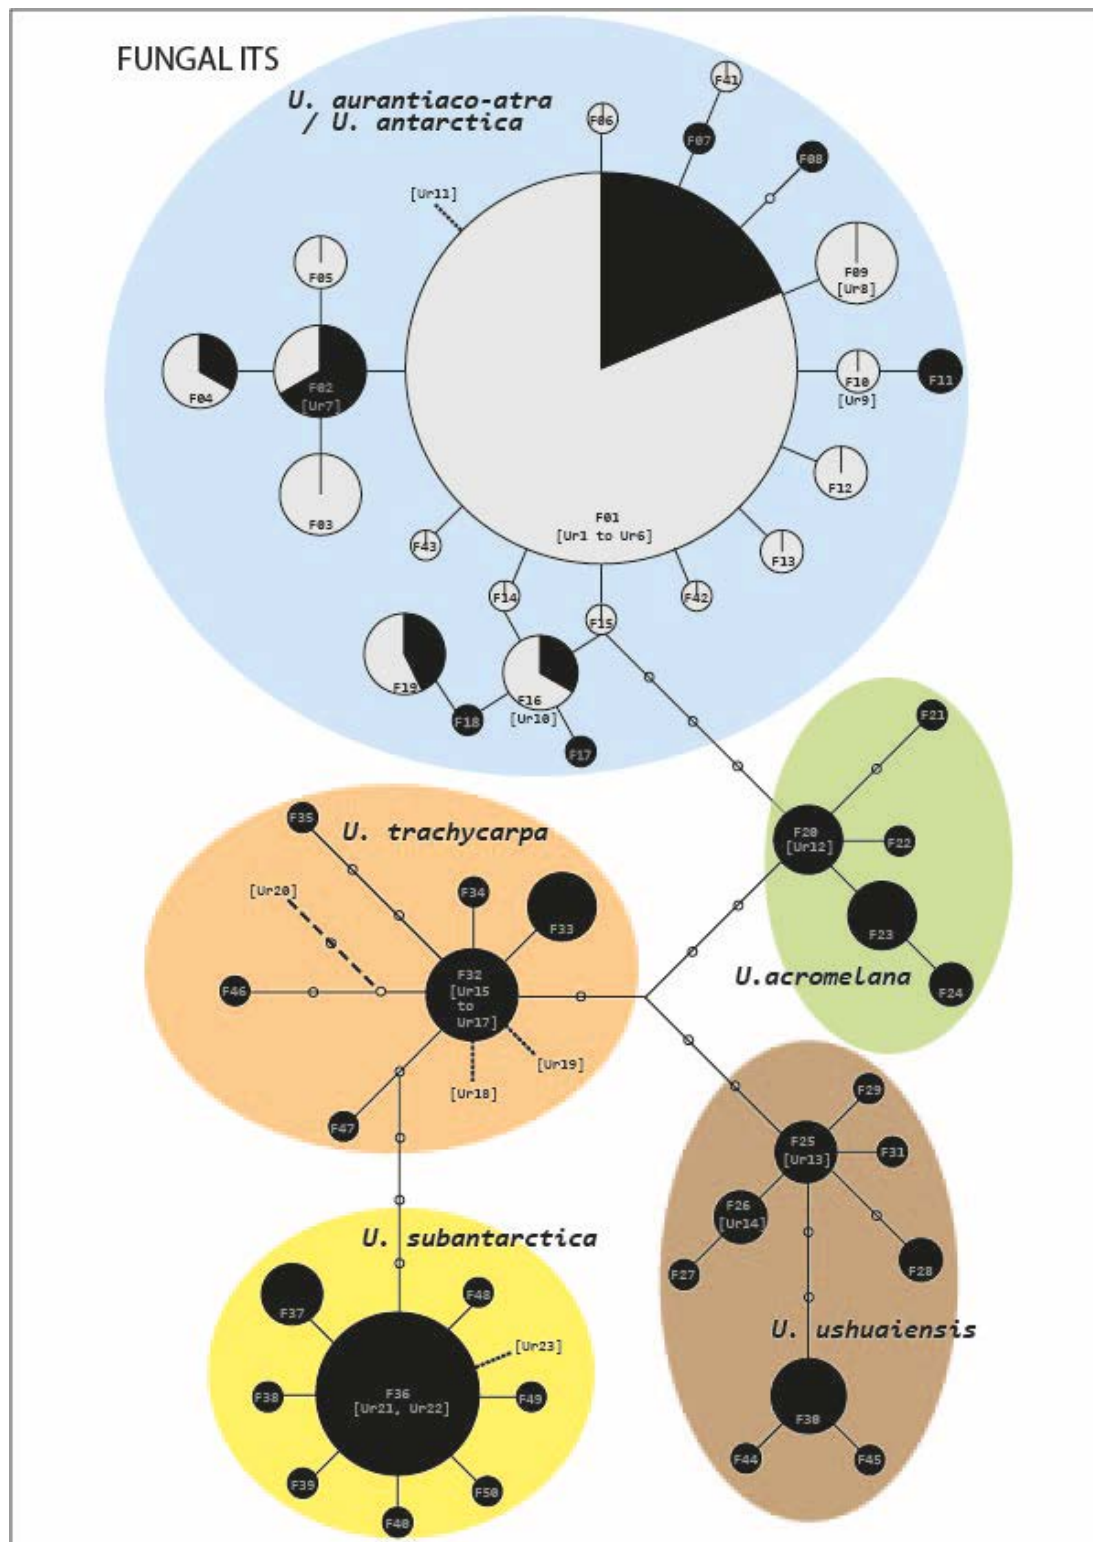 FUNGAL ITS
U. aurantiaco-atra
/ U. antarctica
F41
F06
F07
F08
[Ur11]
F05
F09
[Ur8]
F04
F02
[Ur7]
F10
[Ur9]
F11
F03
F12
F01
[Ur1 to Ur6]
F43
F13
F14
F42
F15
F19
F16
[Ur10]
F18
F17
F21
F20
[Ur12]
F22
F23
F24
U.acromelana
F35
U. trachycarpa
[Ur20]
F34
F33
F46
F32
[Ur15
to
Ur17]
[Ur19]
[Ur18]
F47
F29
F25
[Ur13]
F31
F26
[Ur14]
F27
F28
U. ushuaiensis
F30
F44
F45
U. subantarctica
F37
F48
[Ur23]
F38
F36
[Ur21, Ur22]
F49
F39
F50
F40